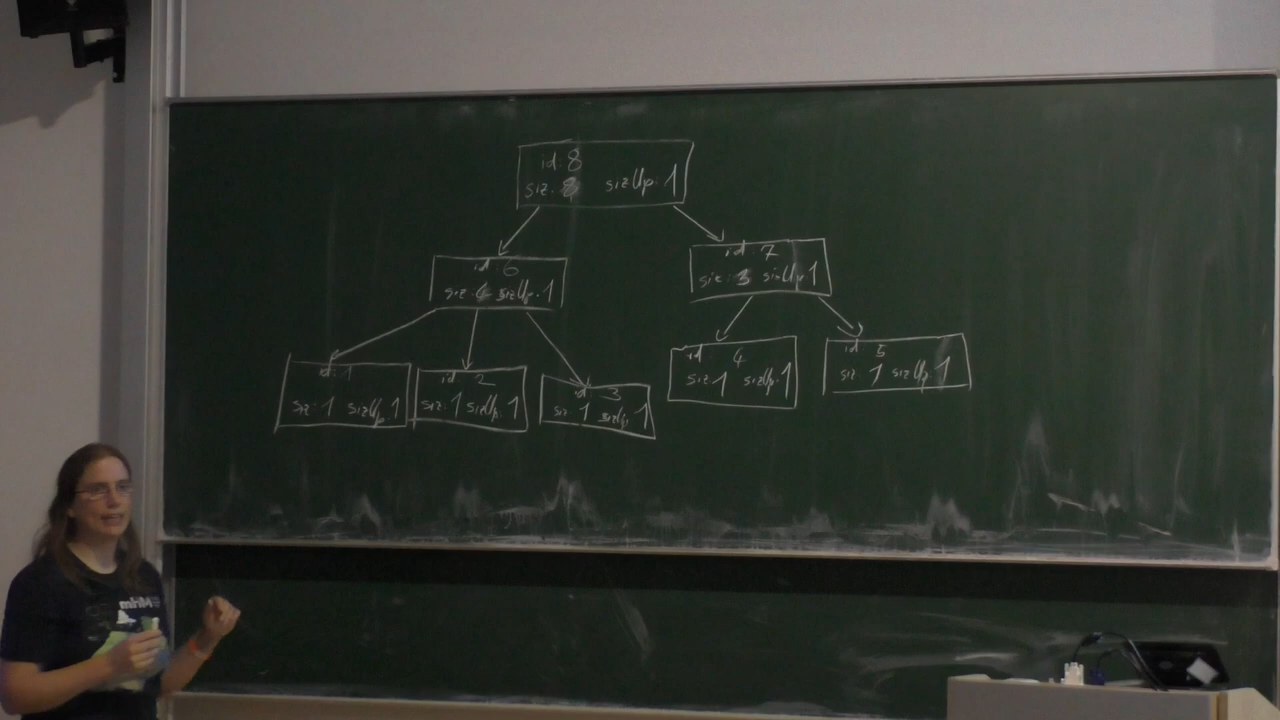 id: 8
siz: 8 sizUp: 1
id: 6
siz: 4 sizUp: 1
id: 7
siz: 3 sizUp 1
id: 1
siz: 1 sizUp 1
id: 2
siz: 1 sizUp: 1
id: 3
siz: 1 sizUp, 1
id 4
siz: 1 sizUp: 1
id: 5
siz 1 sizUp 1